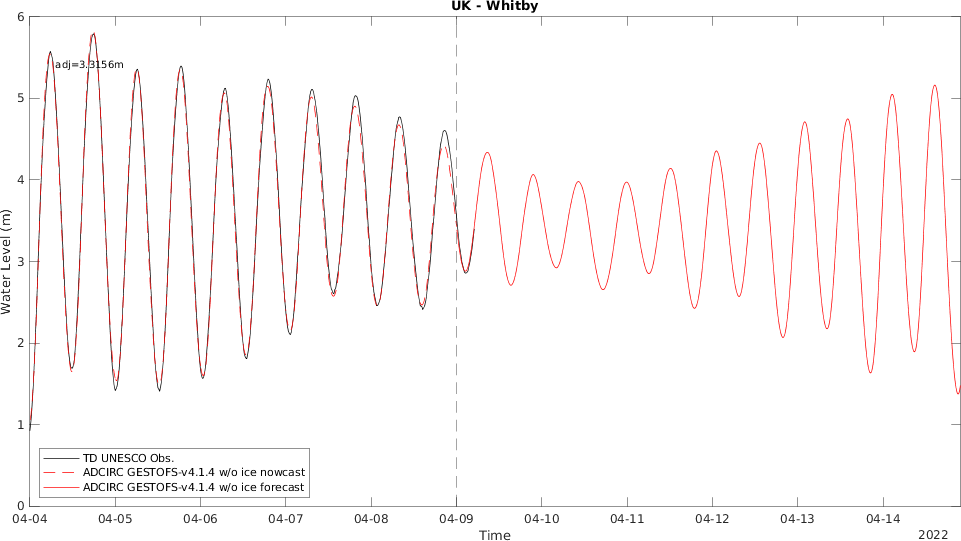 UK - Whitby
adj=3.3156m
6
5
4
3
2
1
0
Water Level (m)
TD UNESCO Obs.
ADCIRC GESTOFS-v4.1.4 w/o ice nowcast
ADCIRC GESTOFS-v4.1.4 w/o ice forecast
04-04 04-05 04-06 04-07 04-08 04-09 04-10 04-11 04-12 04-13 04-14
Time
2022